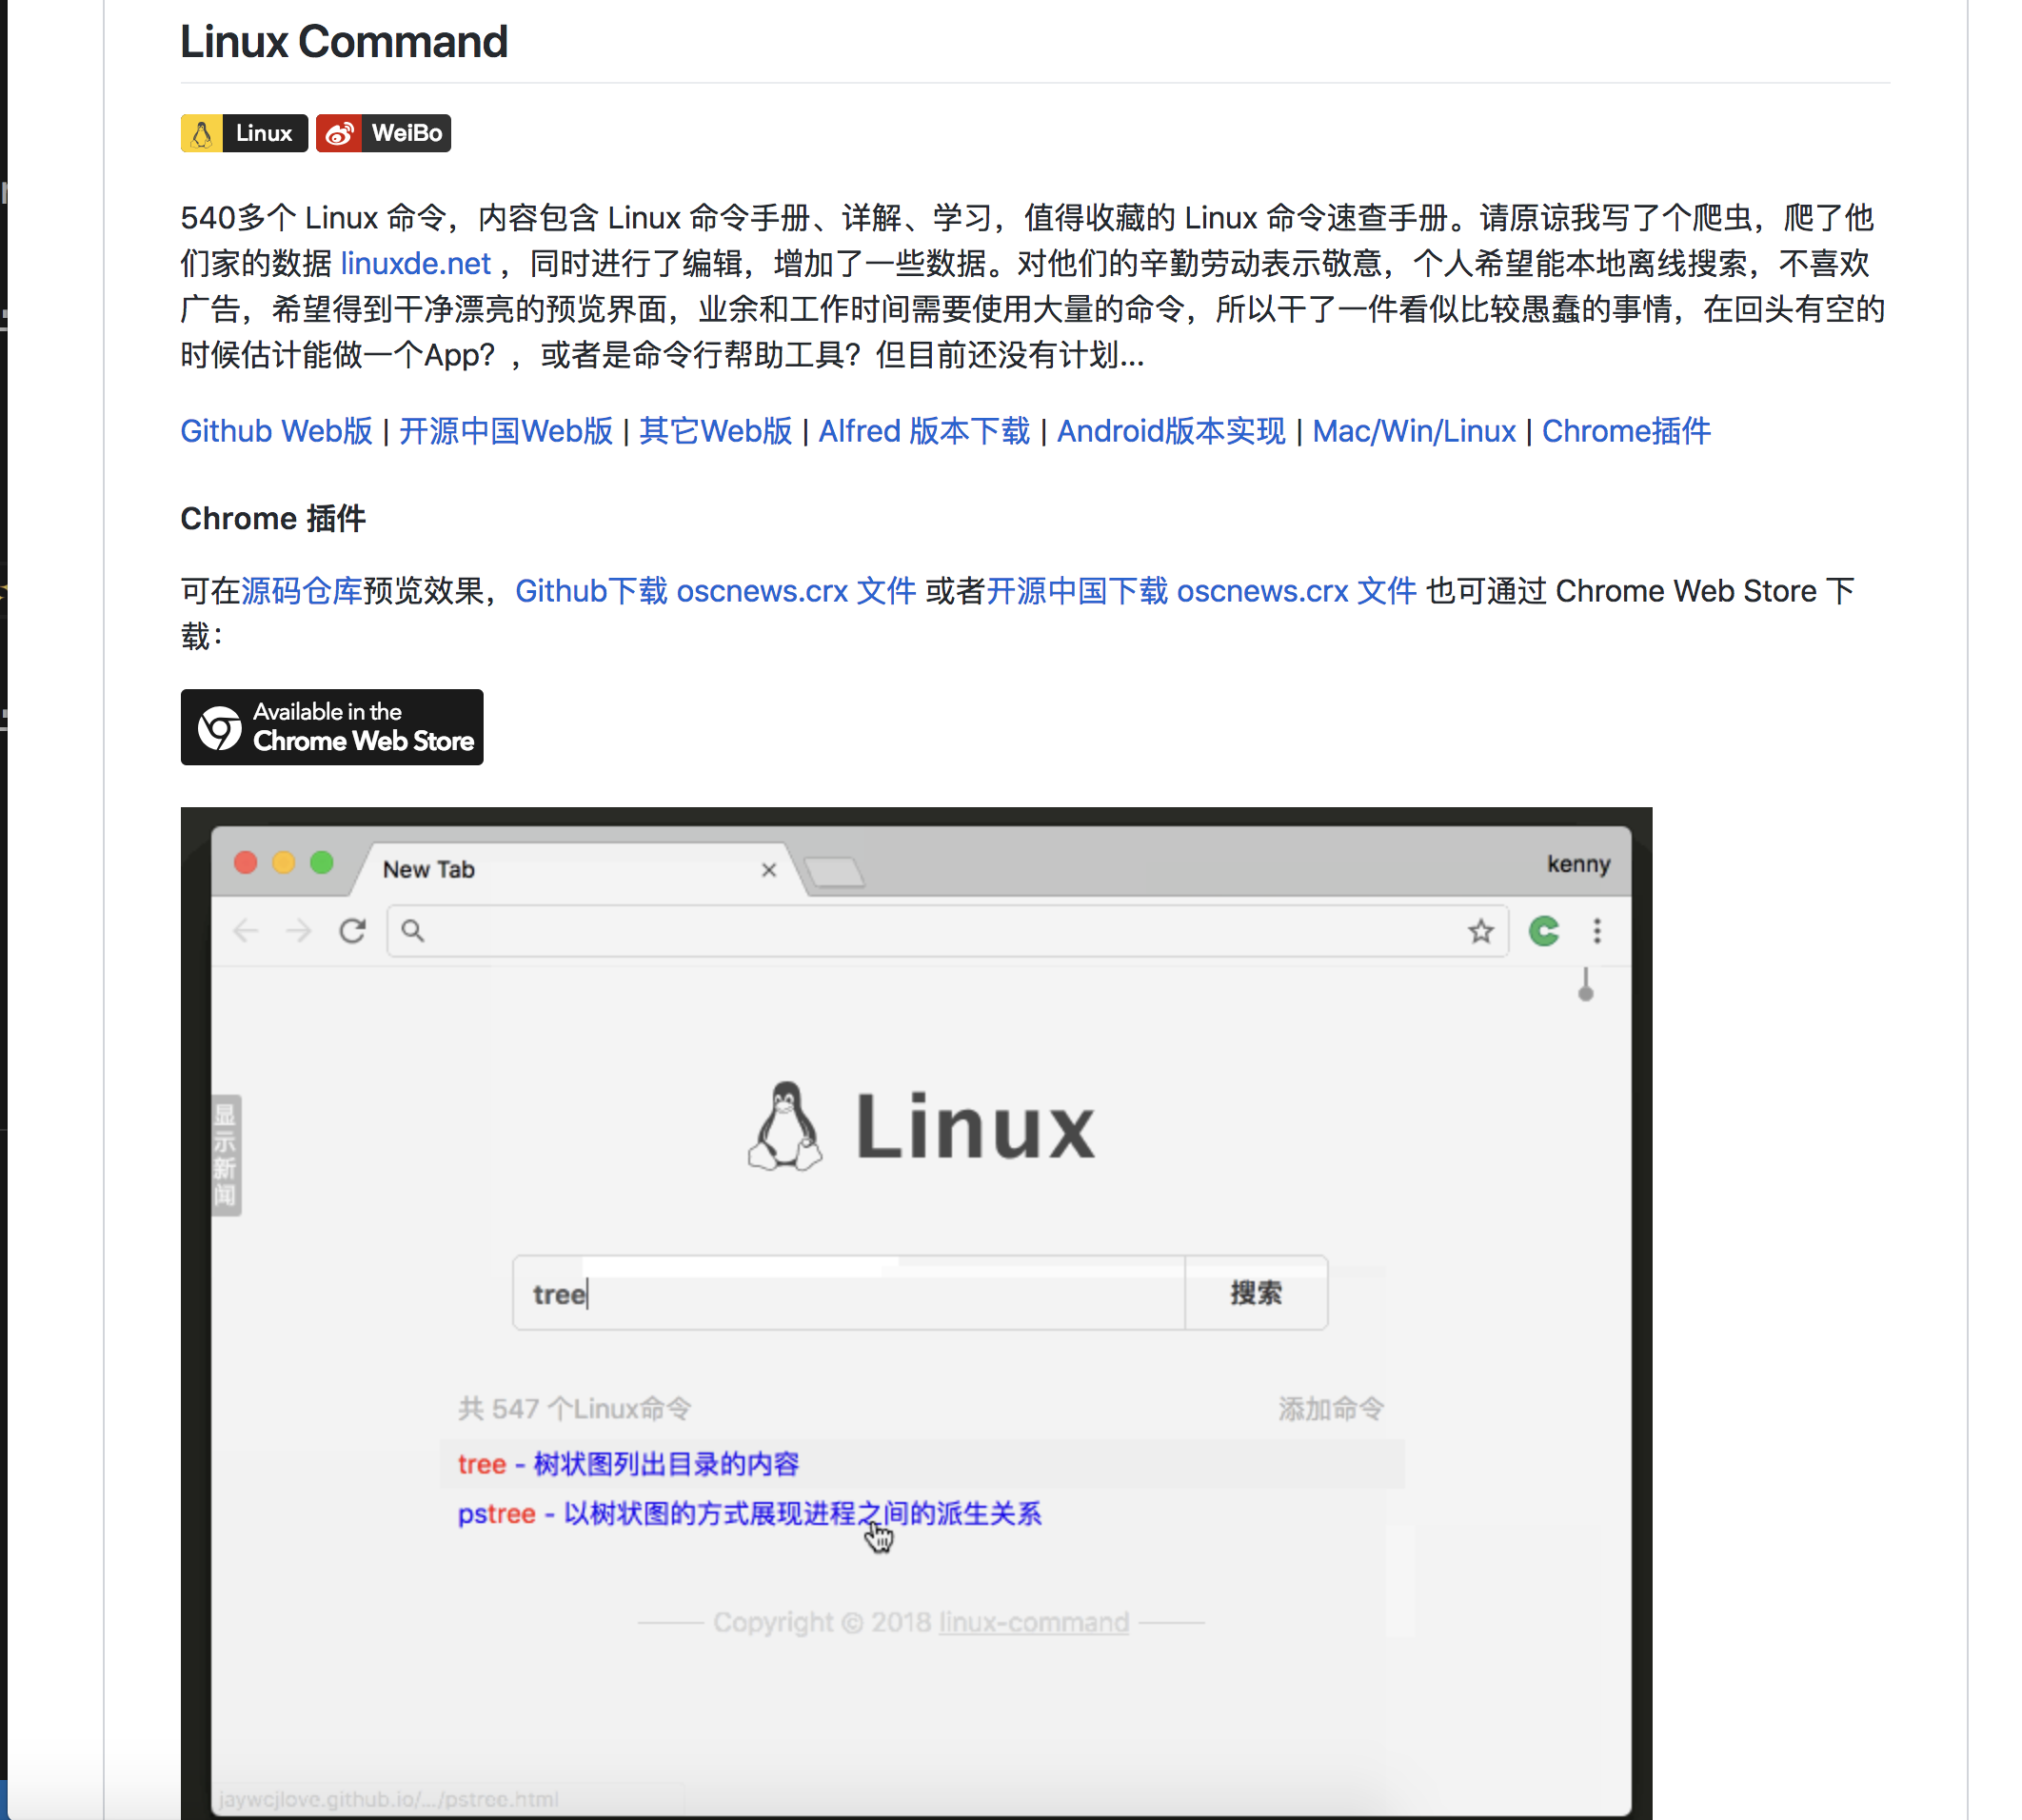 Linux Command
Linux WeiBo
540多个 Linux 命令，内容包含 Linux 命令手册、详解、学习，值得收藏的 Linux 命令速查手册。请原谅我写了个爬虫，爬了他
们家的数据 linuxde.net ，同时进行了编辑，增加了一些数据。对他们的辛勤劳动表示敬意，个人希望能本地离线搜索，不喜欢
广告，希望得到干净漂亮的预览界面，业余和工作时间需要使用大量的命令，所以干了一件看似比较愚蠢的事情，在回头有空的
时候估计能做一个App？，或者是命令行帮助工具？但目前还没有计划...
Github Web版 | 开源中国Web版 | 其它Web版 | Alfred 版本下载 | Android版本实现 | Mac/Win/Linux | Chrome插件
Chrome 插件
可在源码仓库预览效果，Github下载 oscnews.crx 文件 或者开源中国下载 oscnews.crx 文件 也可通过 Chrome Web Store 下
载：
Available in the
Chrome Web Store
New Tab
kenny
Linux
显示新闻
tree
搜索
共 547 个Linux命令
添加命令
tree - 树状图列出目录的内容
pstree - 以树状图的方式展现进程之间的派生关系
Copyright © 2018 linux-command
jaywcjlove.github.io/.../pstree.html